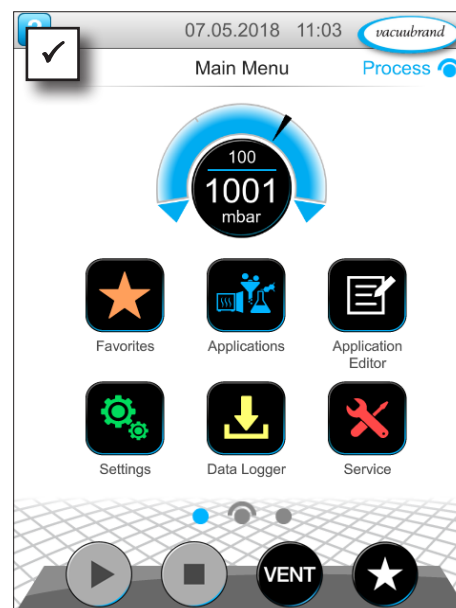 07.05.2018 11:03 vacuubrand
Main Menu Process
100
1001
mbar
Favorites Applications Application
Editor
Settings Data Logger Service
VENT